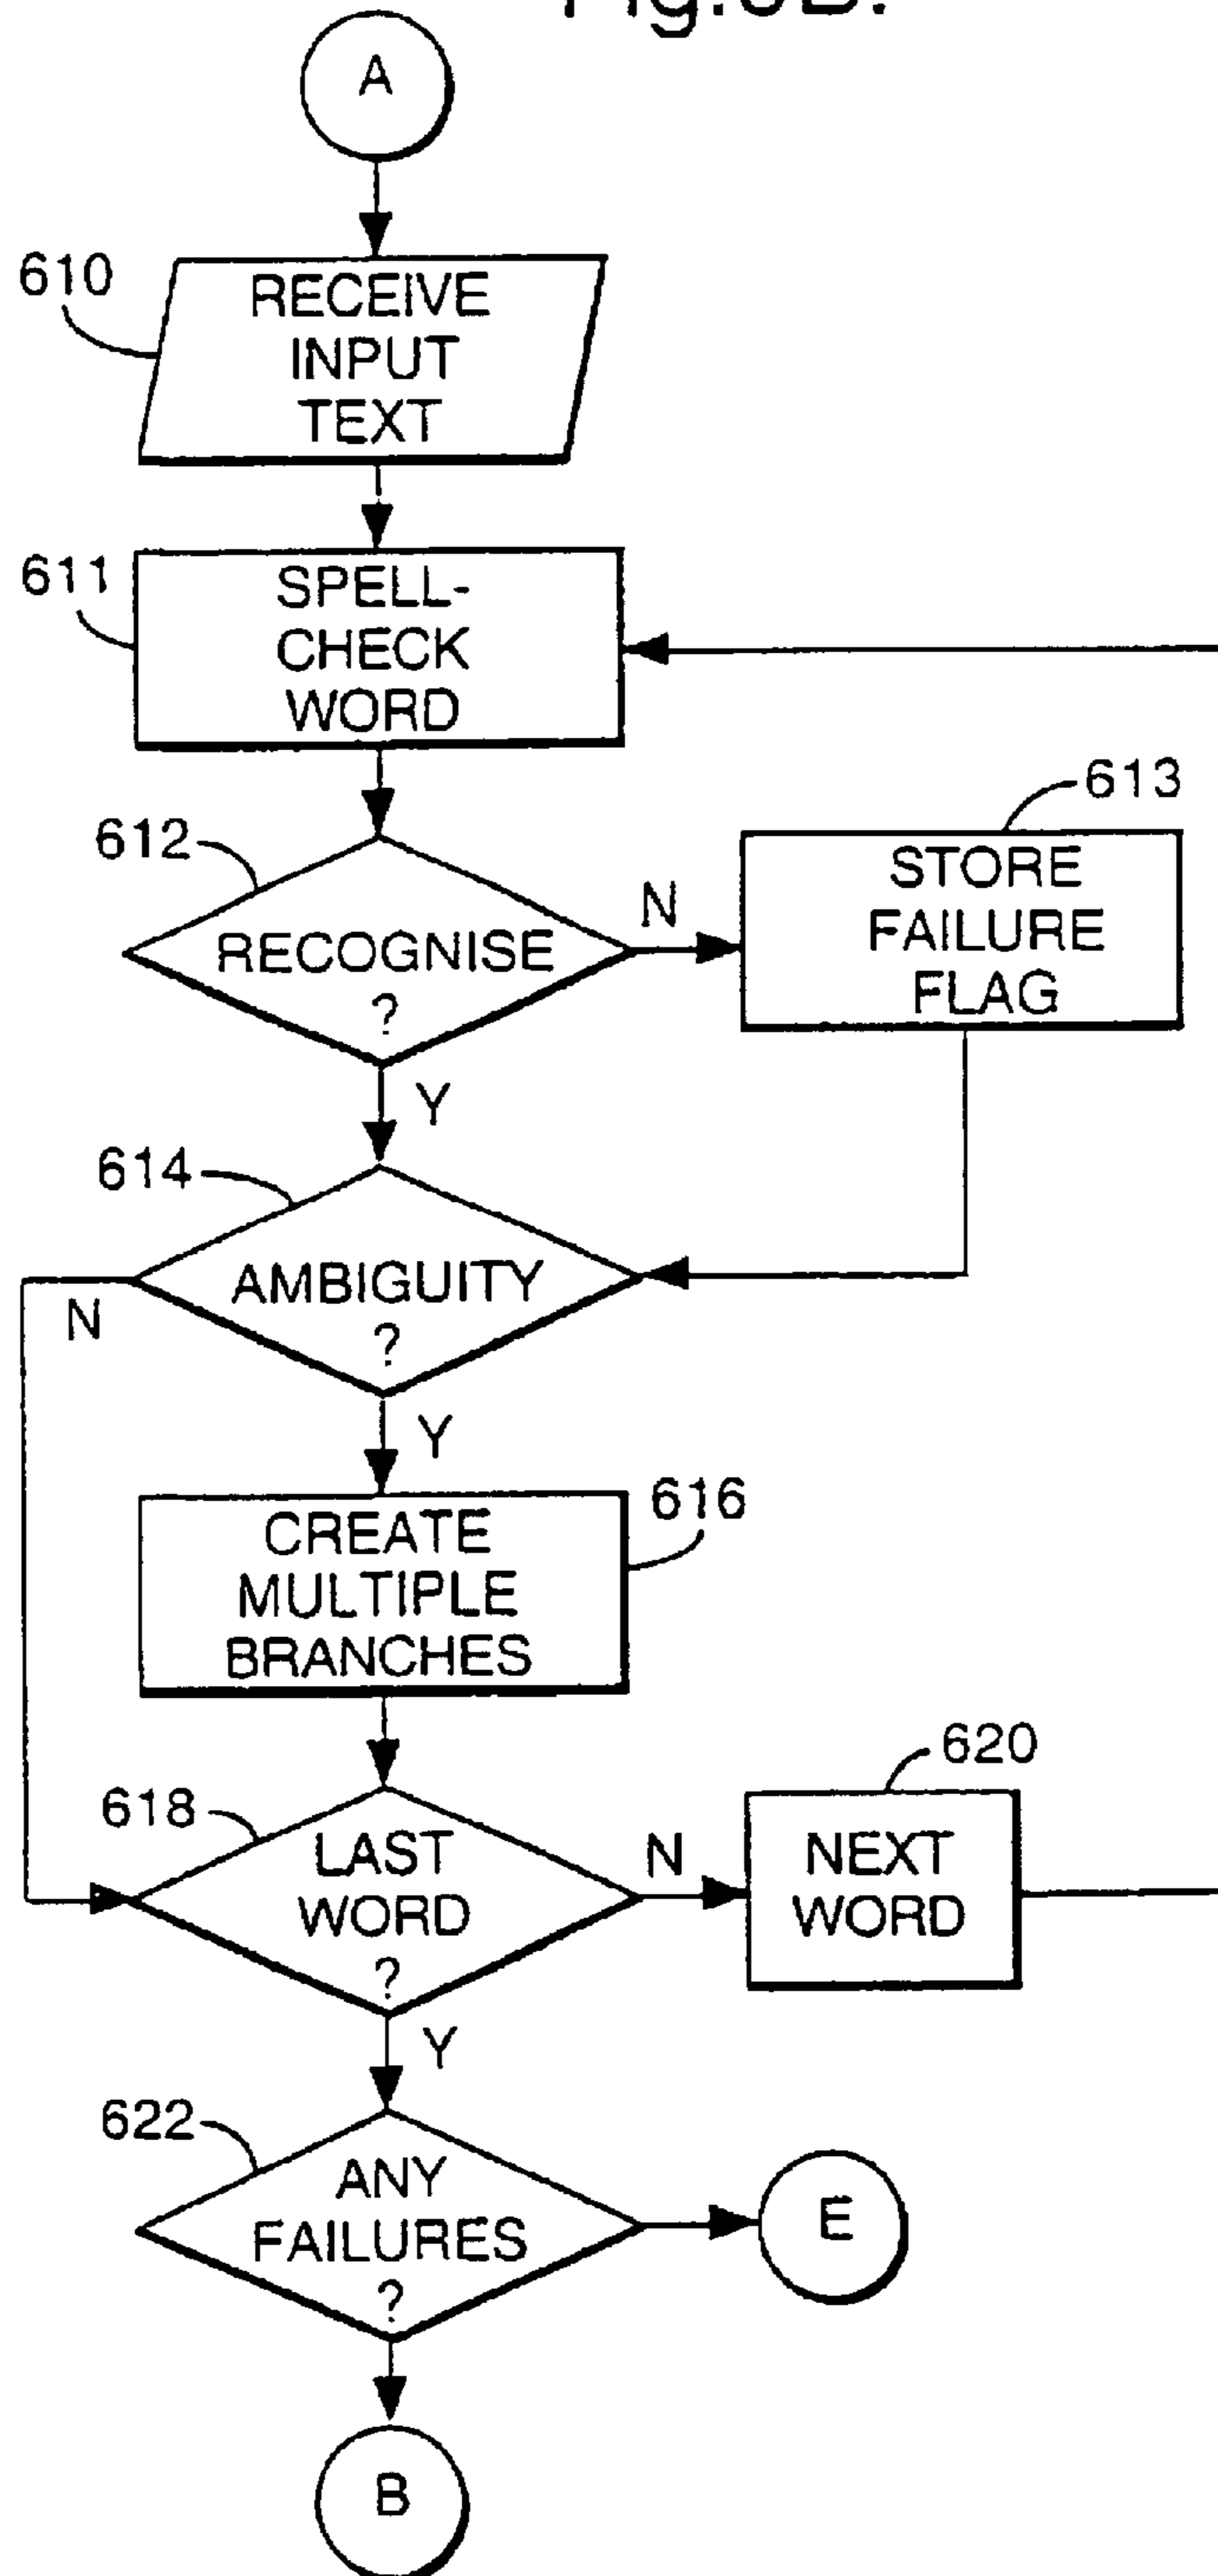 A
610
RECEIVE
INPUT
TEXT
611
SPELL-
CHECK
WORD
613
612
RECOGNISE
?
N
STORE
FAILURE
FLAG
Y
614
AMBIGUITY
?
N
Y
616
CREATE
MULTIPLE
BRANCHES
620
618
LAST
WORD
?
N
NEXT
WORD
Y
622
ANY
FAILURES
?
E
B